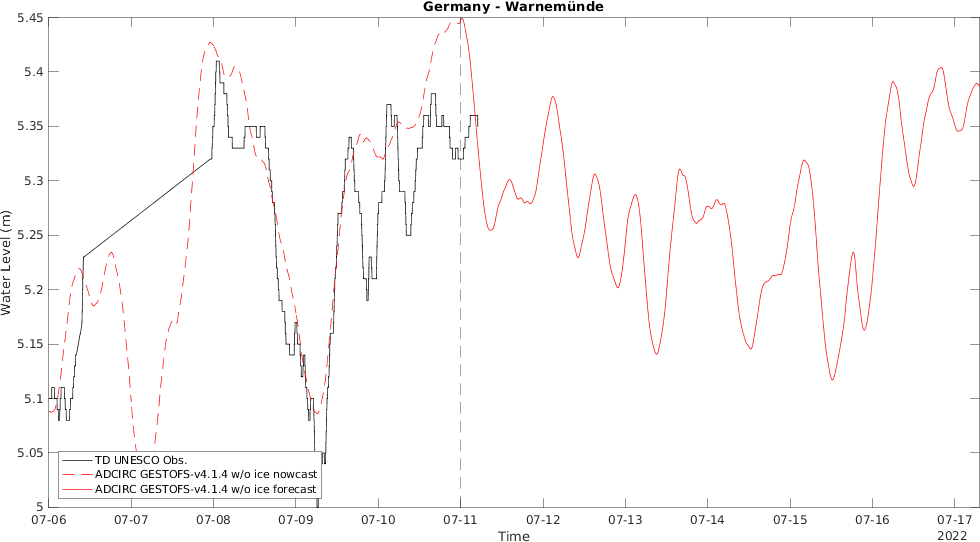 Germany - Warnemünde
5.45
5.4
5.35
5.3
5.25
5.2
5.15
5.1
5.05
5
Water Level (m)
TD UNESCO Obs.
ADCIRC GESTOFS-v4.1.4 w/o ice nowcast
ADCIRC GESTOFS-v4.1.4 w/o ice forecast
07-06 07-07 07-08 07-09 07-10 07-11 07-12 07-13 07-14 07-15 07-16 07-17
Time 2022